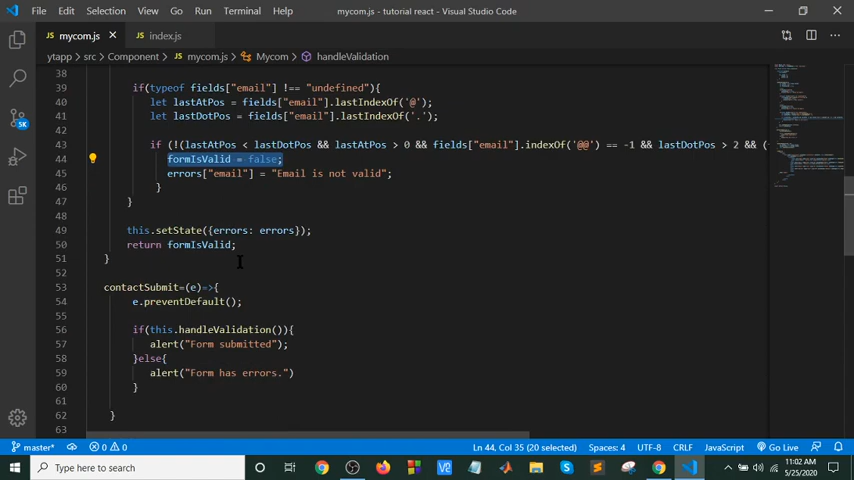 File Edit Selection View Go Run Terminal Help mycom.js - tutorial react - Visual Studio Code
mycom.js index.js
ytapp > src > Component > mycom.js > Mycom > handleValidation
38
39 if(typeof fields["email"] !== "undefined"){
40 let lastAtPos = fields["email"].lastIndexOf('@');
41 let lastDotPos = fields["email"].lastIndexOf('.');
42
43 if (!(lastAtPos < lastDotPos && lastAtPos > 0 && fields["email"].indexOf('@@') == -1 && lastDotPos > 2 && (
44 formIsValid = false;
45 errors["email"] = "Email is not valid";
46 }
47 }
48
49 this.setState({errors: errors});
50 return formIsValid;
51 }
52
53 contactSubmit=(e)=>{
54 e.preventDefault();
55
56 if(this.handleValidation()){
57 alert("Form submitted");
58 }else{
59 alert("Form has errors.")
60 }
61
62 }
63
5K
master* 0 0 Ln 44, Col 35 (20 selected) Spaces: 4 UTF-8 CRLF JavaScript Go Live
Type here to search
11:02 AM
5/25/2020